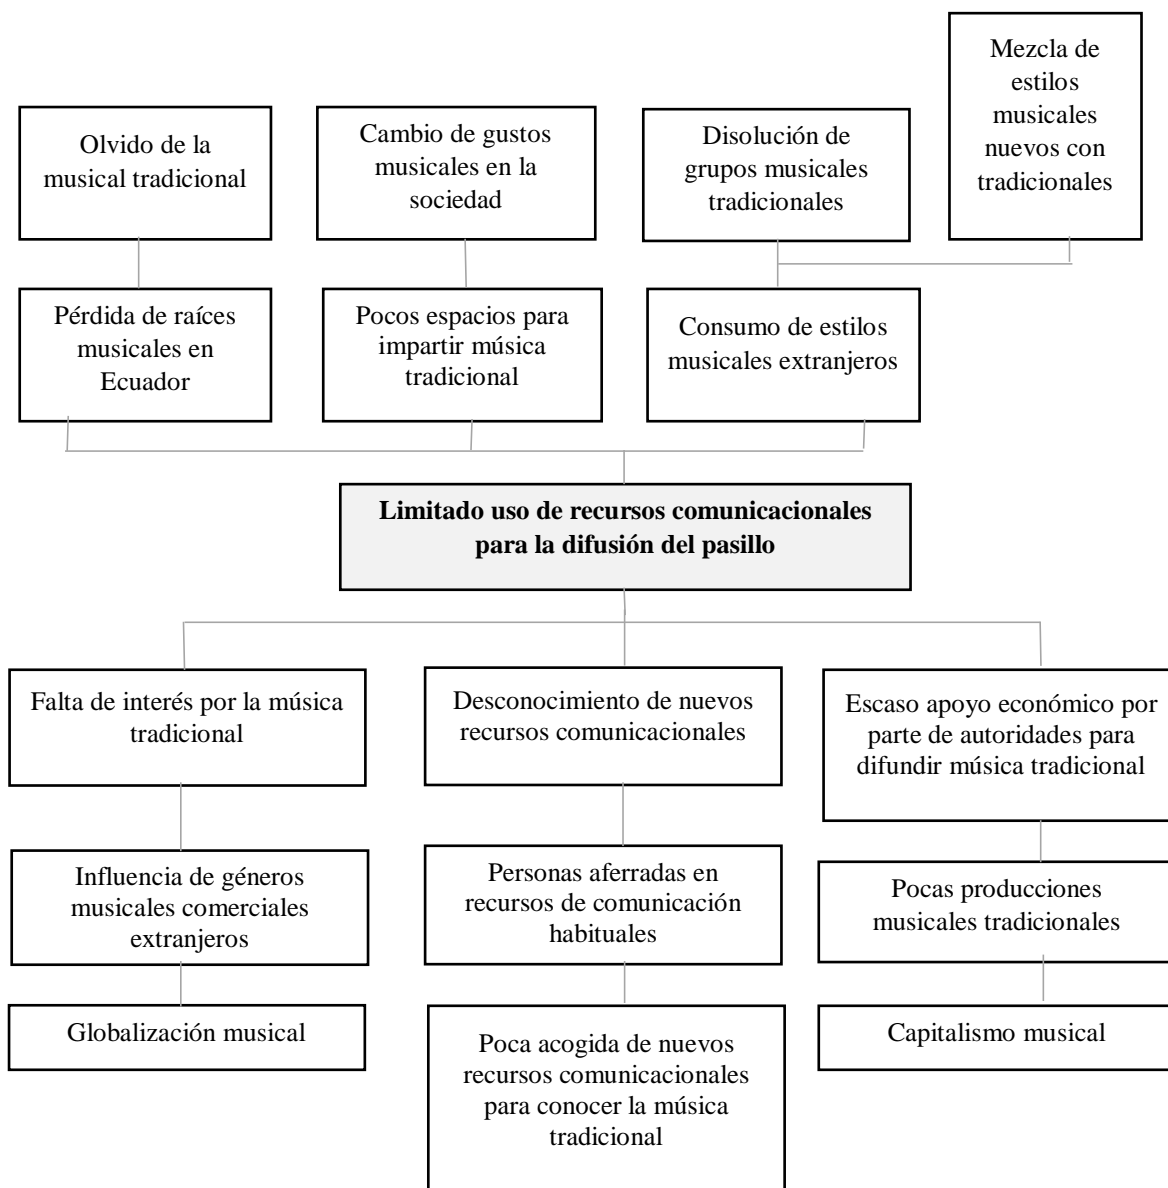 Mezcla de
estilos
musicales
nuevos con
tradicionales
Olvido de la
musical tradicional
Cambio de gustos
musicales en la
sociedad
Disolución de
grupos musicales
tradicionales
Pérdida de raíces
musicales en
Ecuador
Pocos espacios para
impartir música
tradicional
Consumo de estilos
musicales extranjeros
Limitado uso de recursos comunicacionales
para la difusión del pasillo
Falta de interés por la música
tradicional
Desconocimiento de nuevos
recursos comunicacionales
Escaso apoyo económico por
parte de autoridades para
difundir música tradicional
Influencia de géneros
musicales comerciales
extranjeros
Personas aferradas en
recursos de comunicación
habituales
Pocas producciones
musicales tradicionales
Globalización musical
Poca acogida de nuevos
recursos comunicacionales
para conocer la música
tradicional
Capitalismo musical